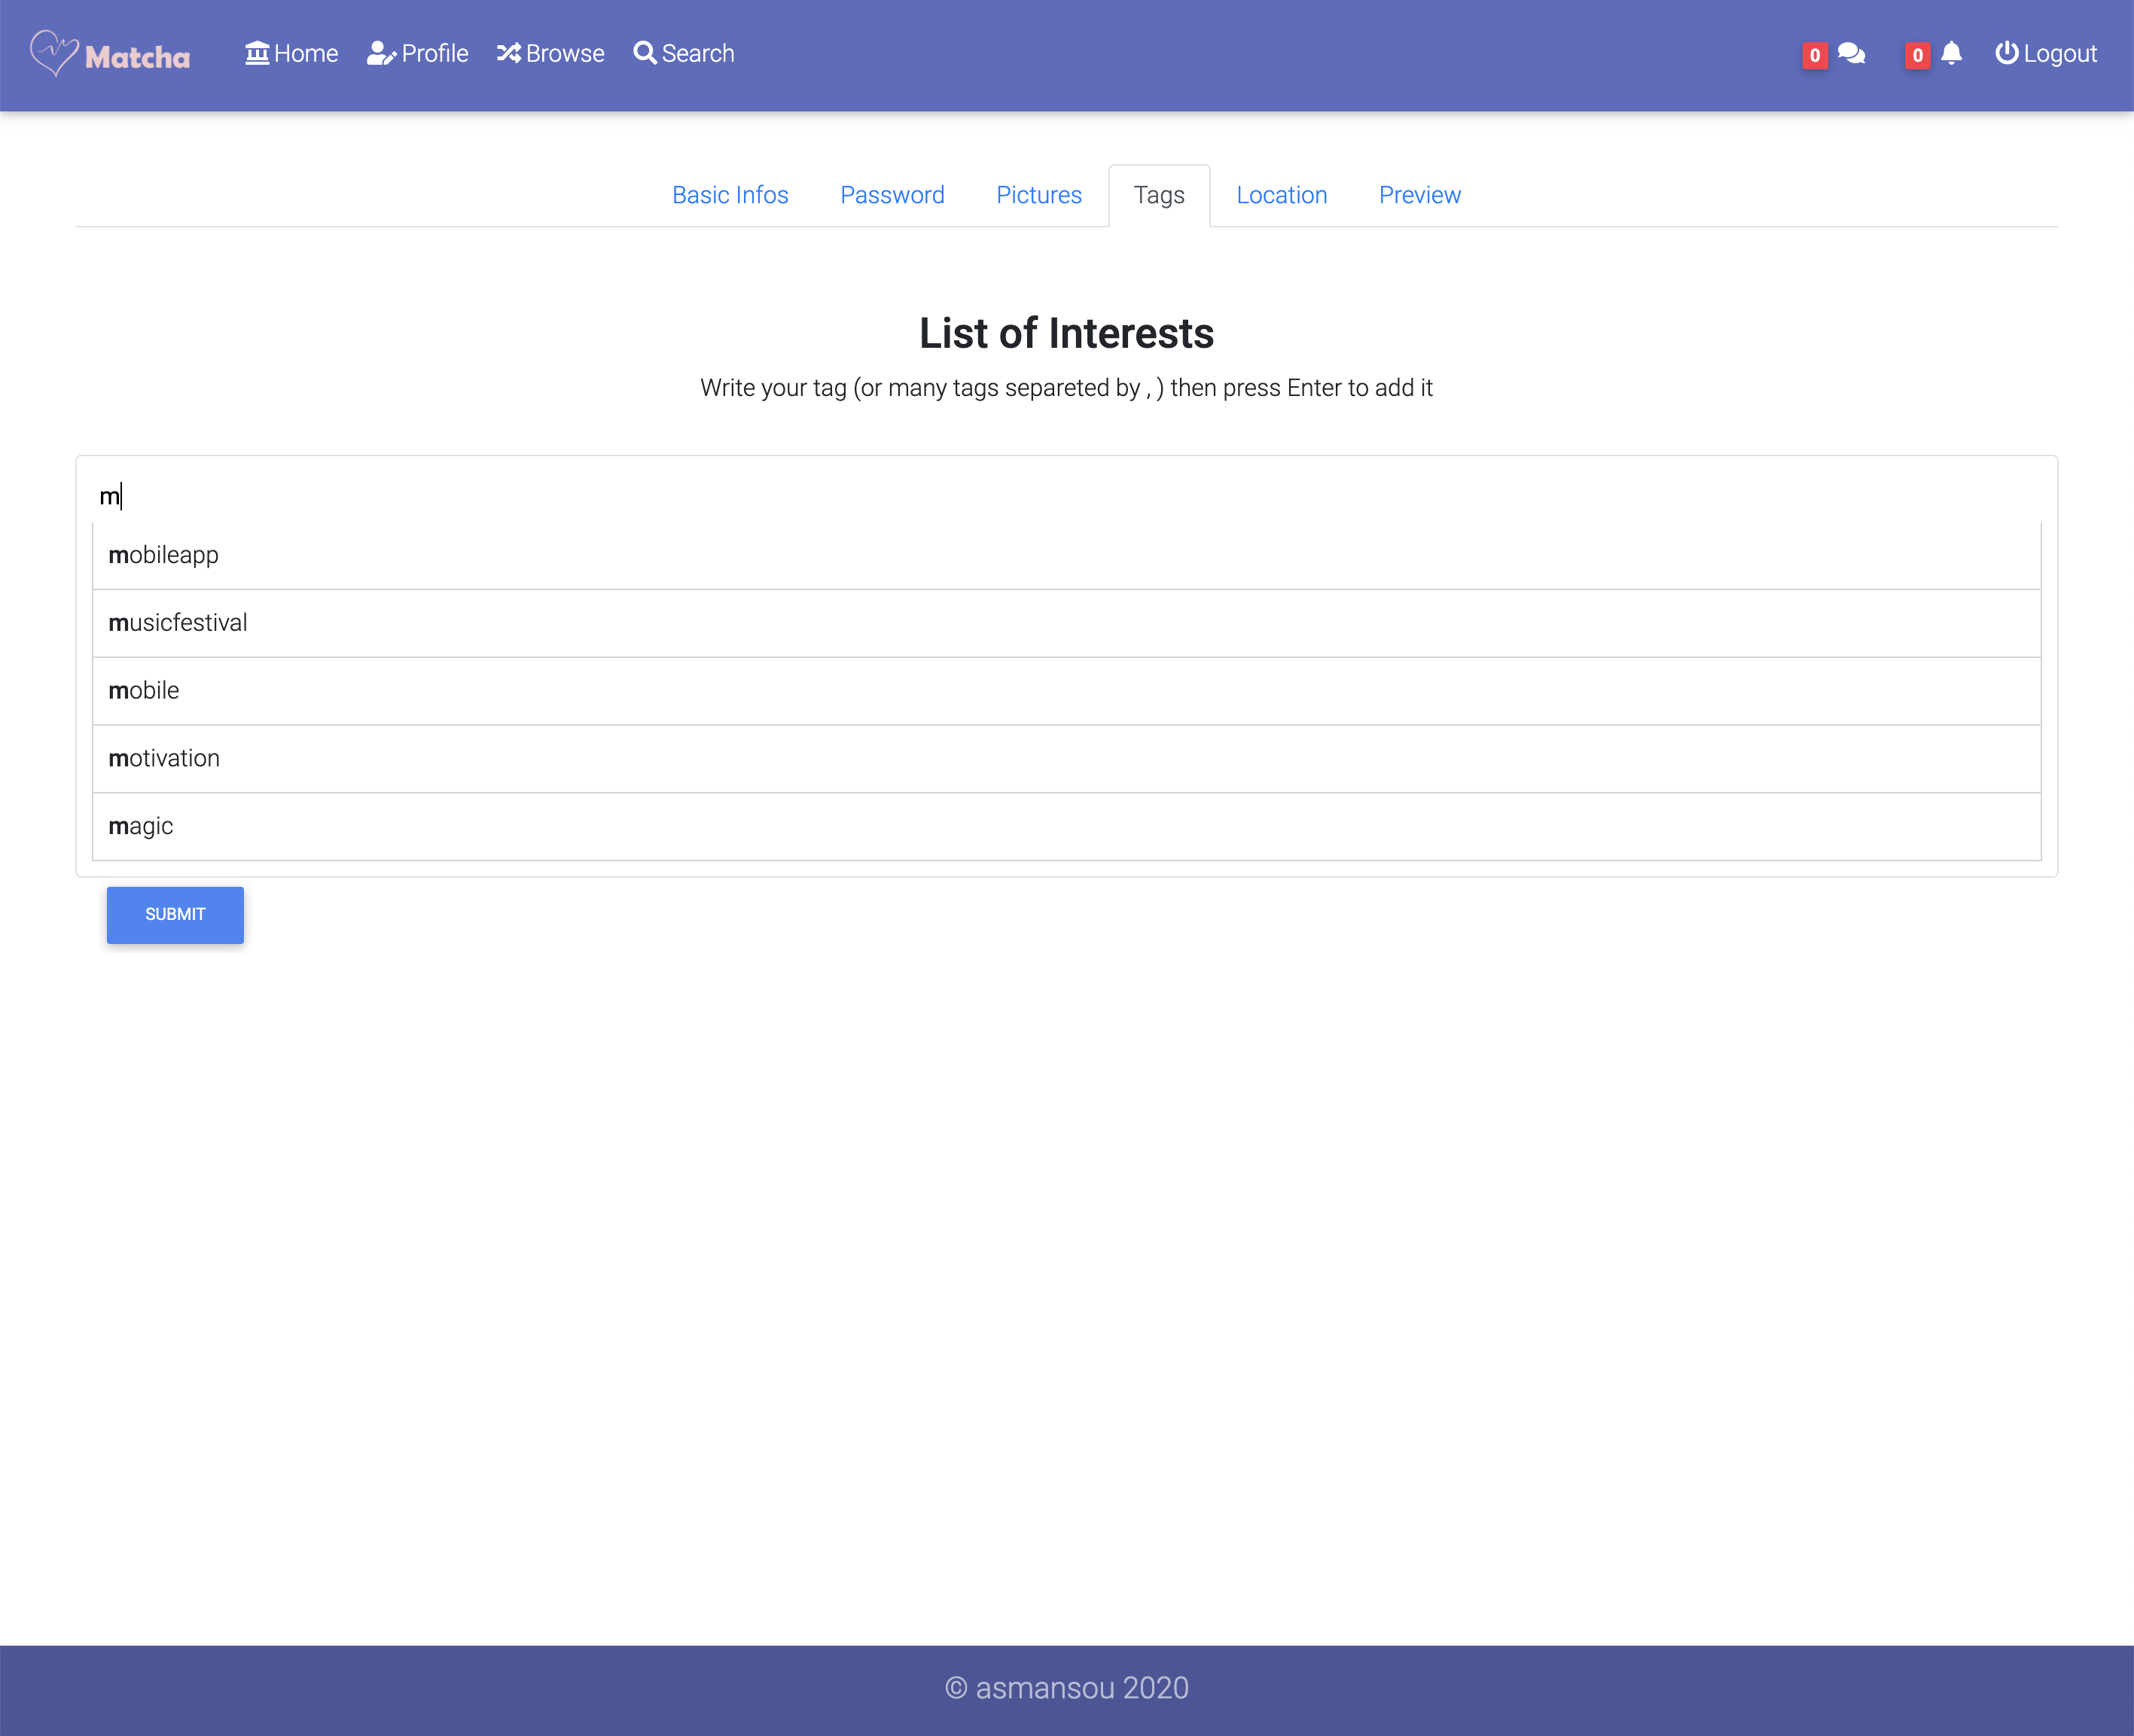 Matcha Home Profile Browse Search 0 0 Logout
Basic Infos Password Pictures Tags Location Preview
List of Interests
Write your tag (or many tags separeted by , ) then press Enter to add it
m
mobileapp
musicfestival
mobile
motivation
magic
SUBMIT
© asmansou 2020